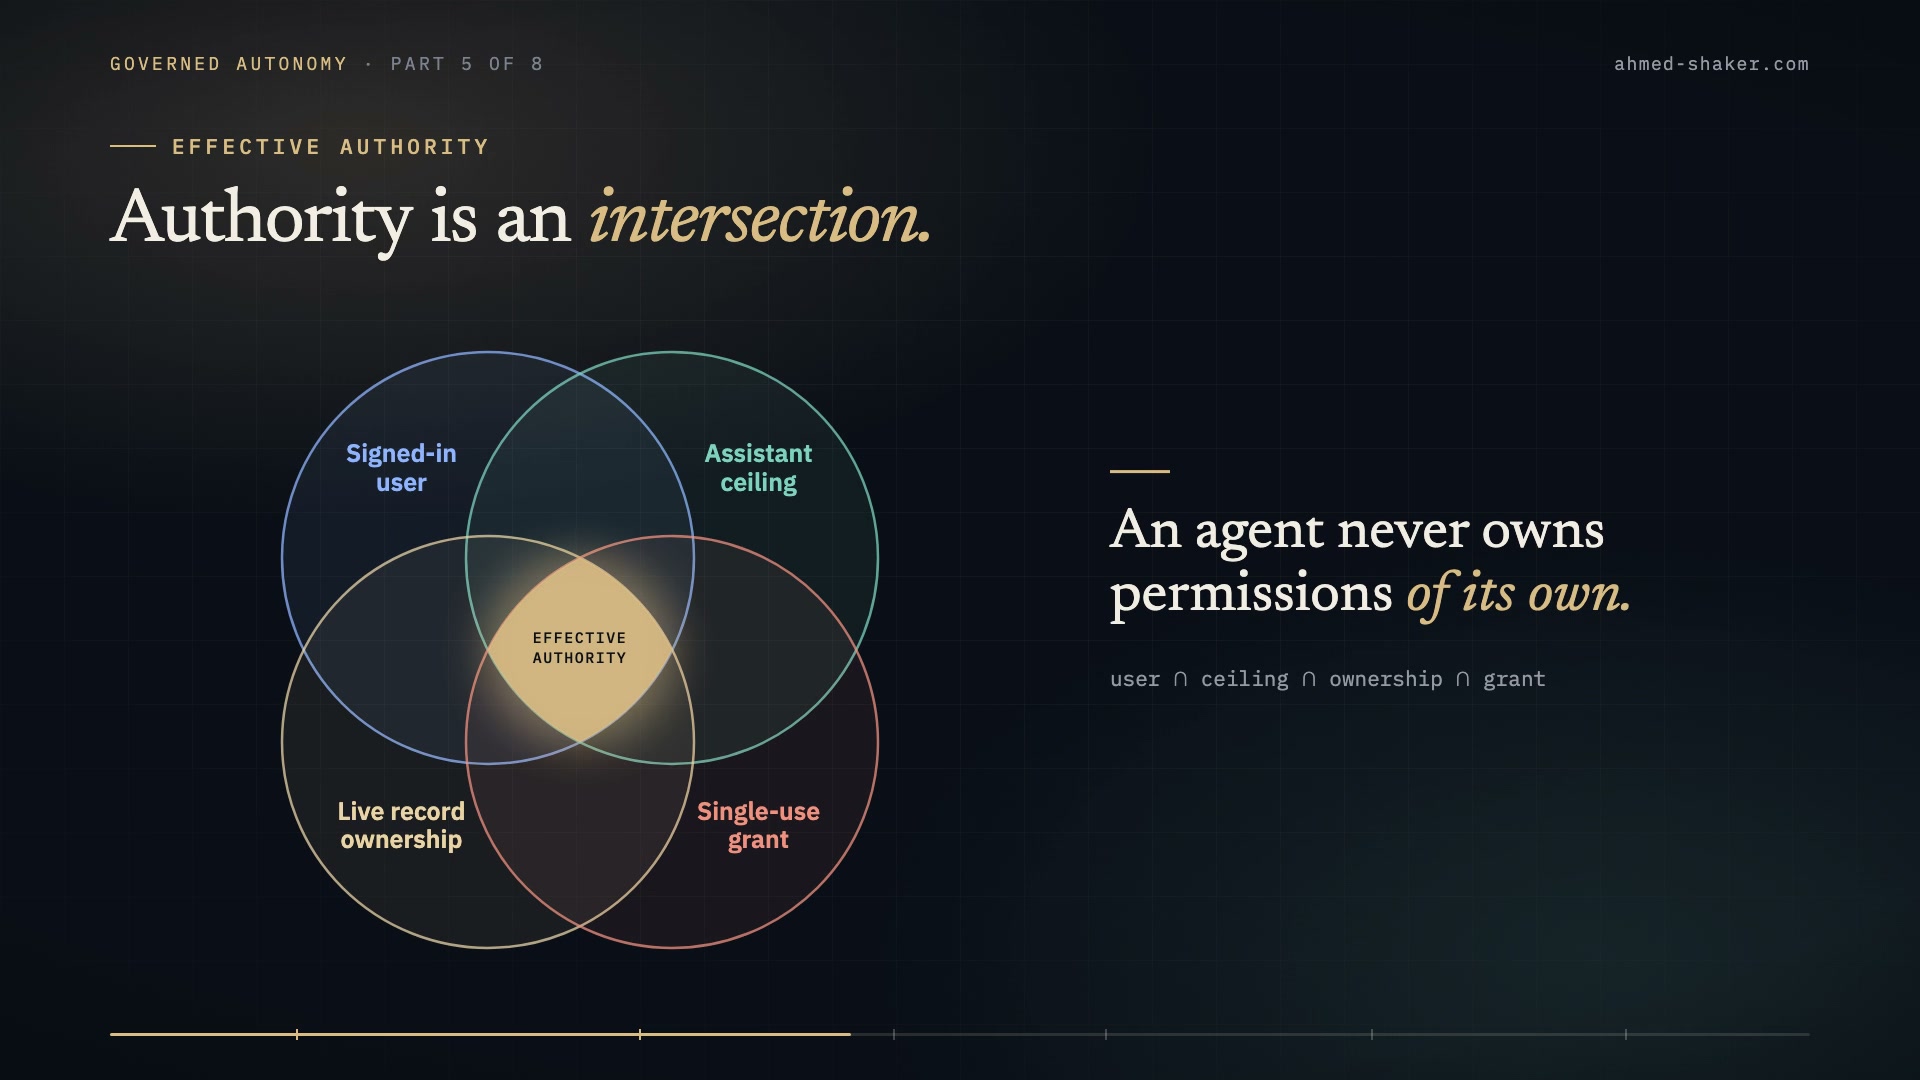 GOVERNED AUTONOMY · PART 5 OF 8
ahmed-shaker.com
EFFECTIVE AUTHORITY
Authority is an intersection.
Signed-in
user
Assistant
ceiling
EFFECTIVE
AUTHORITY
Live record
ownership
Single-use
grant
An agent never owns
permissions of its own.
user ∩ ceiling ∩ ownership ∩ grant